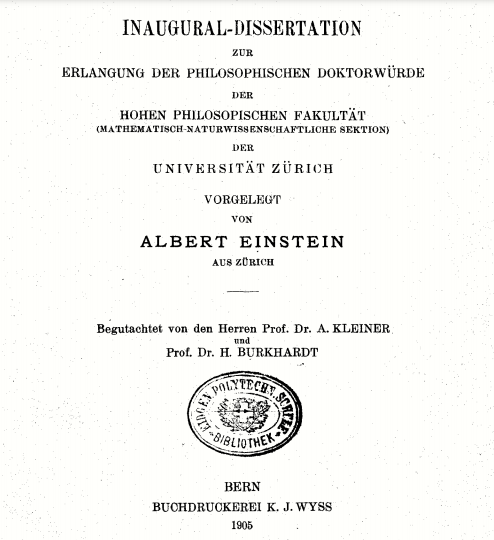 INAUGURAL-DISSERTATION
ZUR
ERLANGUNG DER PHILOSOPHISCHEN DOKTORWÜRDE
DER
HOHEN PHILOSOPISCHEN FAKULTÄT
(MATHEMATISCH-NATURWISSENSCHAFTLICHE SEKTION)
DER
UNIVERSITÄT ZÜRICH
VORGELEGT
VON
ALBERT EINSTEIN
AUS ZÜRICH
Begutachtet von den Herren Prof. Dr. A. KLEINER
und
Prof. Dr. H. BURKHARDT
EIDGEN. POLYTECHN. SCHULE
BIBLIOTHEK
BERN
BUCHDRUCKEREI K. J. WYSS
1905